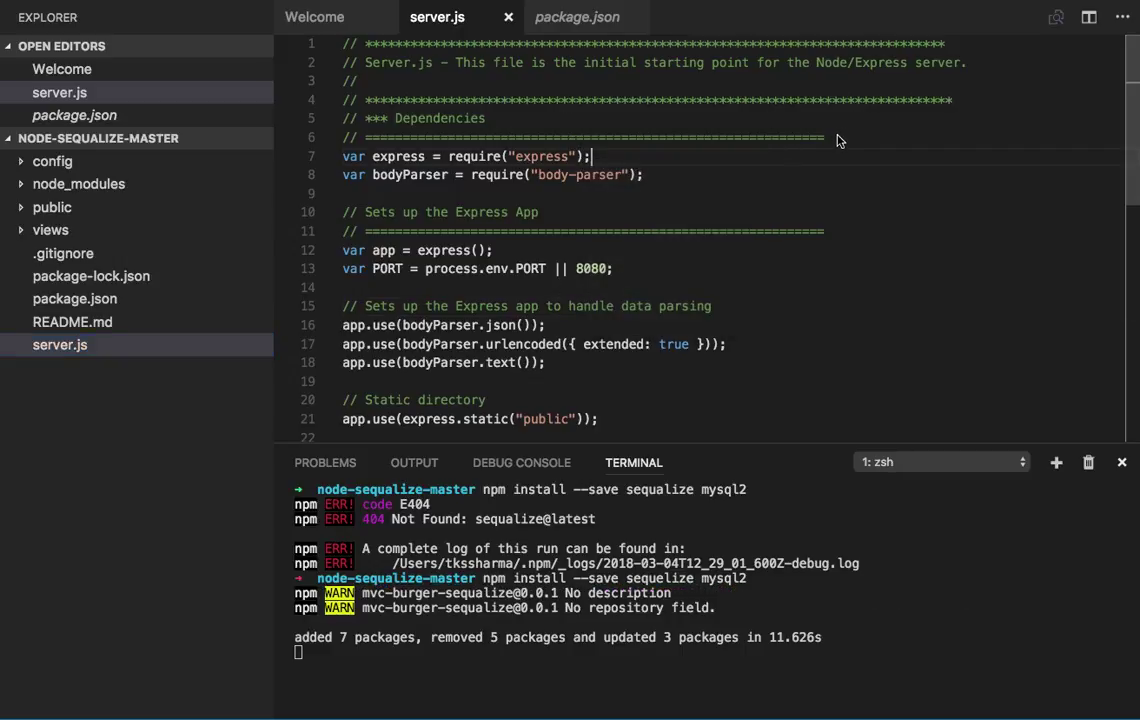 EXPLORER
Welcome
server.js
package.json
OPEN EDITORS
Welcome
server.js
package.json
NODE-SEQUALIZE-MASTER
config
node_modules
public
views
.gitignore
package-lock.json
package.json
README.md
server.js
1 // *****************************************************************************
2 // Server.js - This file is the initial starting point for the Node/Express server.
3 //
4 // ******************************************************************************
5 // *** Dependencies
6 // =============================================================
7 var express = require("express");
8 var bodyParser = require("body-parser");
9
10 // Sets up the Express App
11 // =============================================================
12 var app = express();
13 var PORT = process.env.PORT || 8080;
14
15 // Sets up the Express app to handle data parsing
16 app.use(bodyParser.json());
17 app.use(bodyParser.urlencoded({ extended: true }));
18 app.use(bodyParser.text());
19
20 // Static directory
21 app.use(express.static("public"));
22
PROBLEMS OUTPUT DEBUG CONSOLE TERMINAL 1: zsh
➜ node-sequalize-master npm install --save sequalize mysql2
npm ERR! code E404
npm ERR! 404 Not Found: sequalize@latest
npm ERR! A complete log of this run can be found in:
npm ERR! /Users/tkssharma/.npm/_logs/2018-03-04T12_29_01_600Z-debug.log
➜ node-sequalize-master npm install --save sequelize mysql2
npm WARN mvc-burger-sequalize@0.0.1 No description
npm WARN mvc-burger-sequalize@0.0.1 No repository field.
added 7 packages, removed 5 packages and updated 3 packages in 11.626s